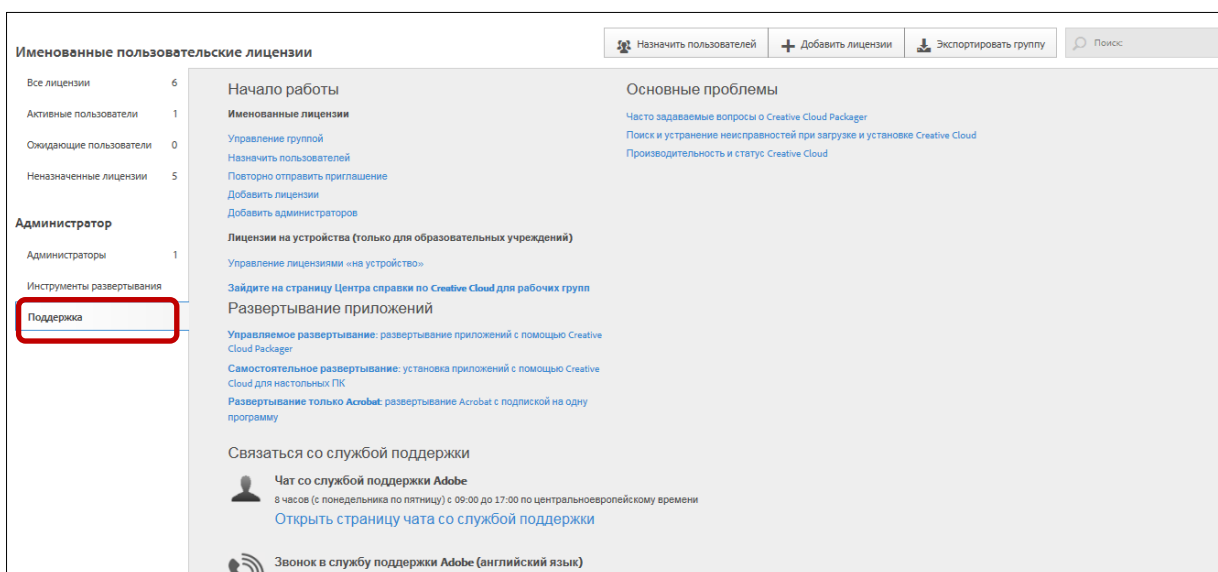 Именованные пользовательские лицензии
Назначить пользователей
Добавить лицензии
Экспортировать группу
Поиск:
Все лицензии 6
Активные пользователи 1
Ожидающие пользователи 0
Неназначенные лицензии 5
Администратор
Администраторы 1
Инструменты развертывания
Поддержка
Начало работы
Именованные лицензии
Управление группой
Назначить пользователей
Повторно отправить приглашение
Добавить лицензии
Добавить администраторов
Лицензии на устройства (только для образовательных учреждений)
Управление лицензиями «на устройство»
Зайдите на страницу Центра справки по Creative Cloud для рабочих групп
Развертывание приложений
Управляемое развертывание: развертывание приложений с помощью Creative
Cloud Packager
Самостоятельное развертывание: установка приложений с помощью Creative
Cloud для настольных ПК
Развертывание только Acrobat: развертывание Acrobat с подпиской на одну
программу
Связаться со службой поддержки
Чат со службой поддержки Adobe
8 часов (с понедельника по пятницу) с 09:00 до 17:00 по центральноевропейскому времени
Открыть страницу чата со службой поддержки
Звонок в службу поддержки Adobe (английский язык)
Основные проблемы
Часто задаваемые вопросы о Creative Cloud Packager
Поиск и устранение неисправностей при загрузке и установке Creative Cloud
Производительность и статус Creative Cloud